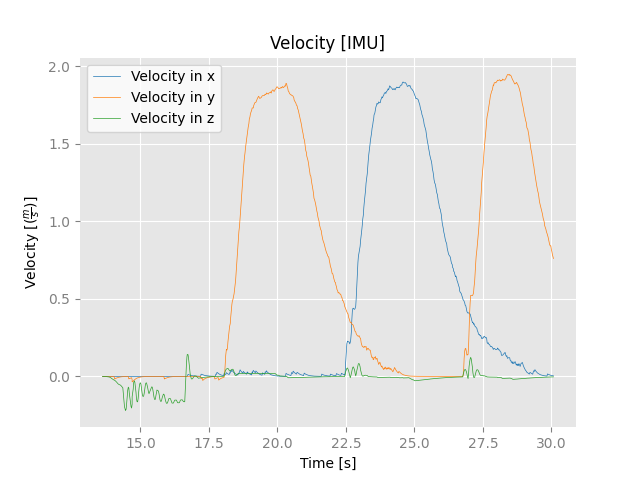 Velocity [IMU]
Velocity in x
Velocity in y
Velocity in z
2.0
1.5
1.0
0.5
0.0
Velocity [(m/s)]
15.0 17.5 20.0 22.5 25.0 27.5 30.0
Time [s]